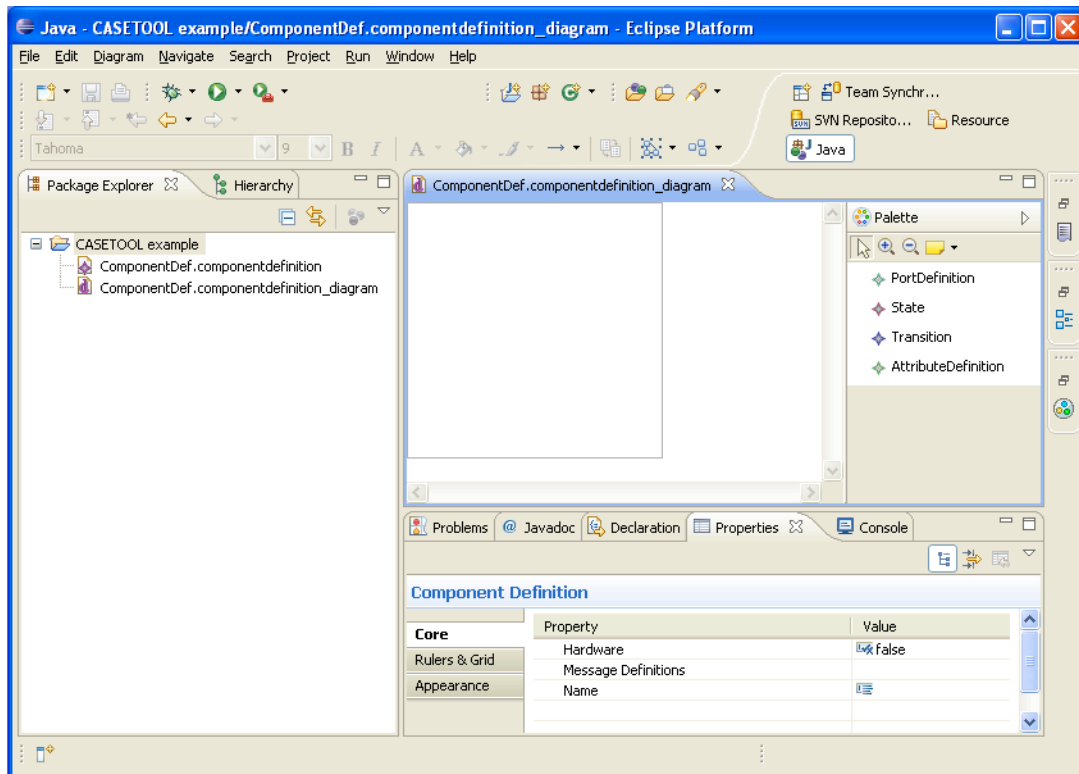 Java - CASETOOL example/ComponentDef.componentdefinition_diagram - Eclipse Platform
File Edit Diagram Navigate Search Project Run Window Help
Team Synchr...
SVN Reposito... Resource
Tahoma 9 B I A Java
Package Explorer Hierarchy
CASETOOL example
ComponentDef.componentdefinition
ComponentDef.componentdefinition_diagram
ComponentDef.componentdefinition_diagram
Palette
PortDefinition
State
Transition
AttributeDefinition
Problems @ Javadoc Declaration Properties Console
Component Definition
Core
Rulers & Grid
Appearance
Property Value
Hardware false
Message Definitions
Name